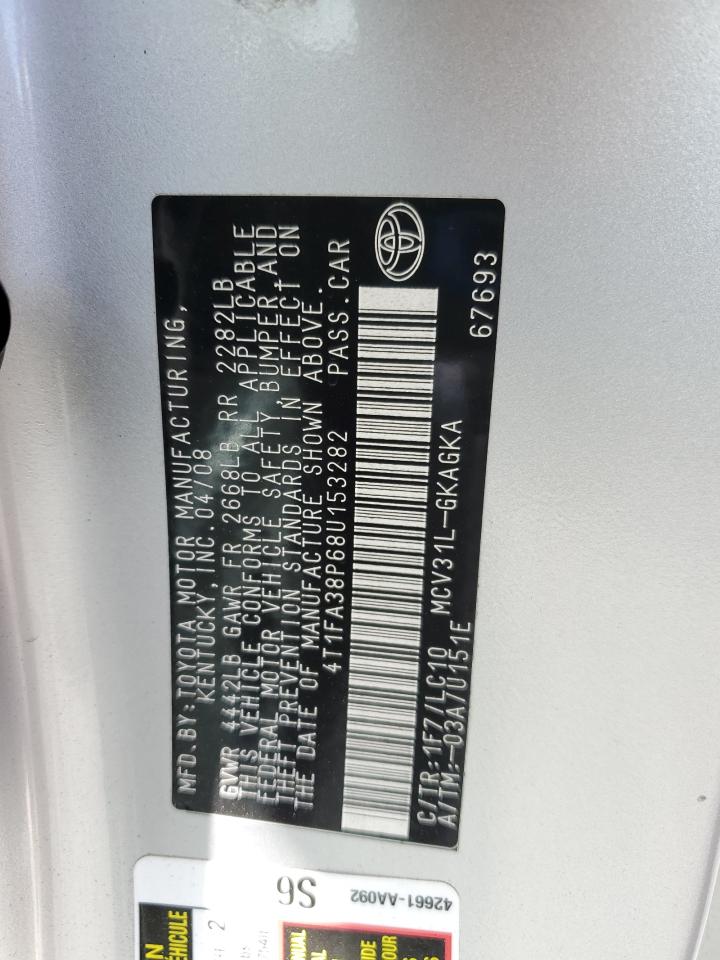 MFD.BY:TOYOTA MOTOR MANUFACTURING,
KENTUCKY, INC. 04/08
GVWR 4442LB GAWR FR 2668LB RR 2282LB
THIS VEHICLE CONFORMS TO ALL APPLICABLE
FEDERAL MOTOR VEHICLE SAFETY, BUMPER, AND
THEFT PREVENTION STANDARDS IN EFFECT ON
THE DATE OF MANUFACTURE SHOWN ABOVE.
4T1FA38P68U153282 PASS.CAR
C/TR:1F7/LC10 MCV31L-GKAGKA
A/TM:-03A/U151E 67693
S6
42661-AA092
VÉHICULE
2